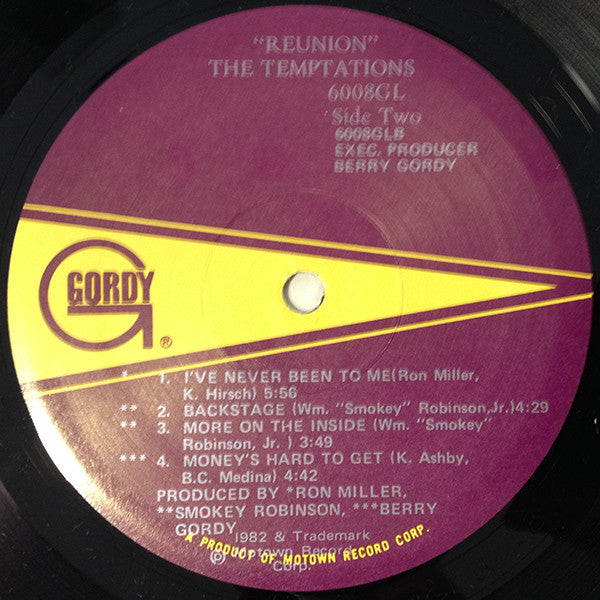 "REUNION"
THE TEMPTATIONS
6008GL
Side Two
6008GLB
EXEC. PRODUCER
BERRY GORDY
GORDY
®
* 1. I'VE NEVER BEEN TO ME(Ron Miller,
K. Hirsch) 5:56
** 2. BACKSTAGE (Wm. "Smokey" Robinson,Jr.)4:29
** 3. MORE ON THE INSIDE (Wm. "Smokey"
Robinson, Jr. ) 3:49
*** 4. MONEY'S HARD TO GET (K. Ashby,
B.C. Medina) 4:42
PRODUCED BY *RON MILLER,
**SMOKEY ROBINSON, ***BERRY
GORDY
℗ 1982 & Trademark
Motown Record
Corp.
A PRODUCT OF MOTOWN RECORD CORP.